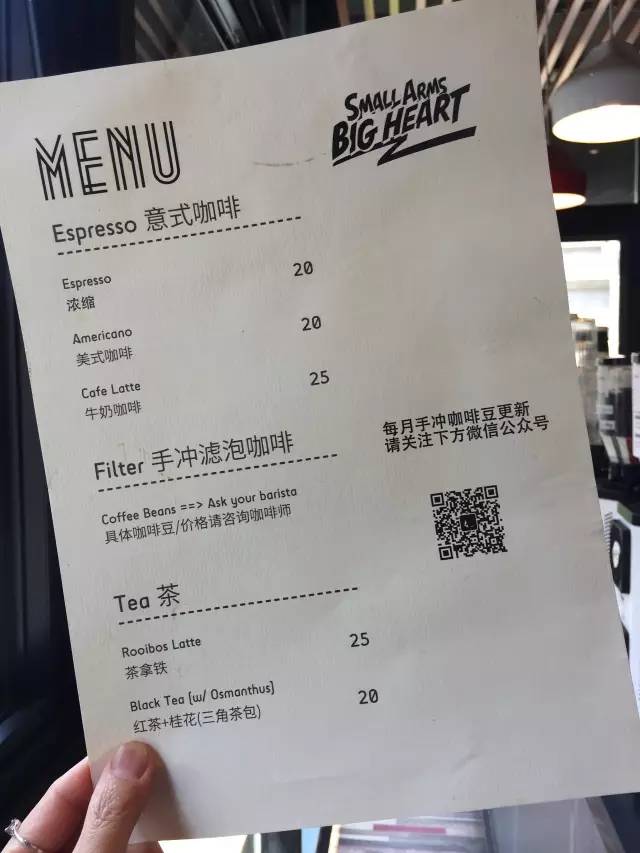 MENU
SMALL ARMS
BIG HEART
Espresso 意式咖啡
Espresso 20
浓缩
Americano 20
美式咖啡
Cafe Latte 25
牛奶咖啡
每月手冲咖啡豆更新
请关注下方微信公众号
Filter 手冲滤泡咖啡
Coffee Beans ==> Ask your barista
具体咖啡豆/价格请咨询咖啡师
Tea 茶
Rooibos Latte 25
茶拿铁
Black Tea [w/ Osmanthus] 20
红茶+桂花(三角茶包)